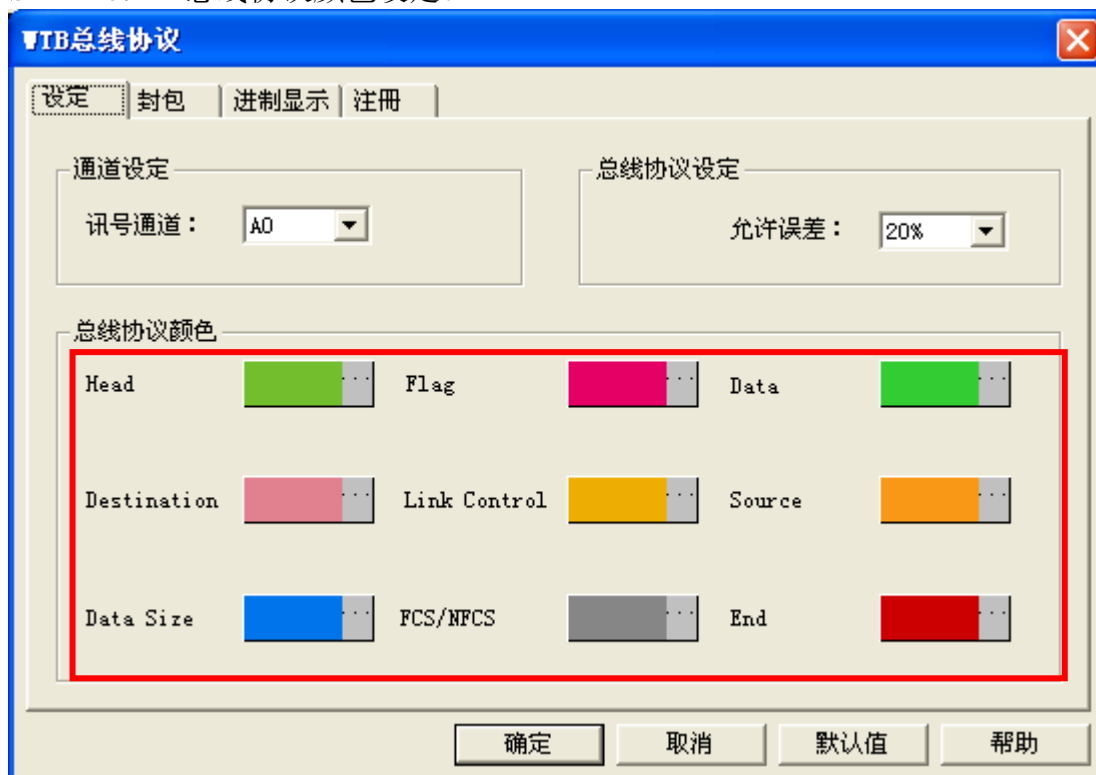 WTB总线协议
设定 封包 进制显示 注册
通道设定
讯号通道： A0
总线协议设定
允许误差： 20%
总线协议颜色
Head ... Flag ... Data ...
Destination ... Link Control ... Source ...
Data Size ... FCS/NFCS ... End ...
确定 取消 默认值 帮助